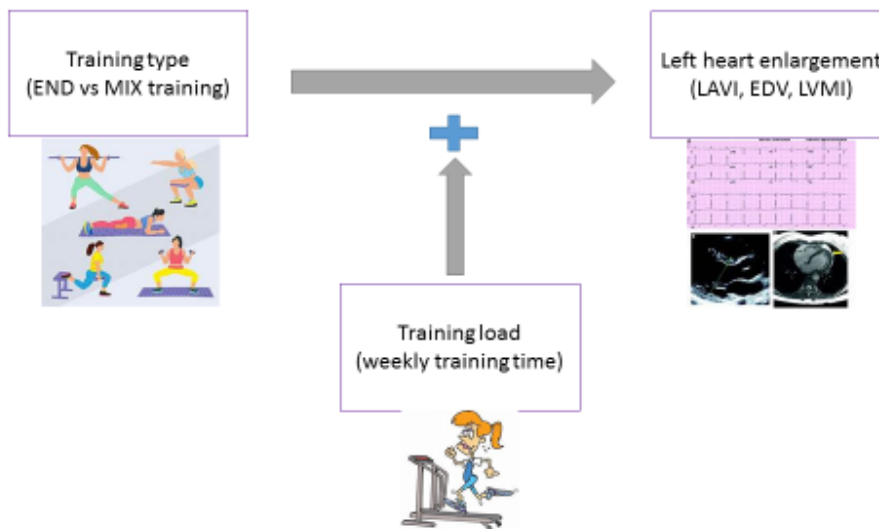 Training type
(END vs MIX training)
Left heart enlargement
(LAVI, EDV, LVMI)
Training load
(weekly training time)